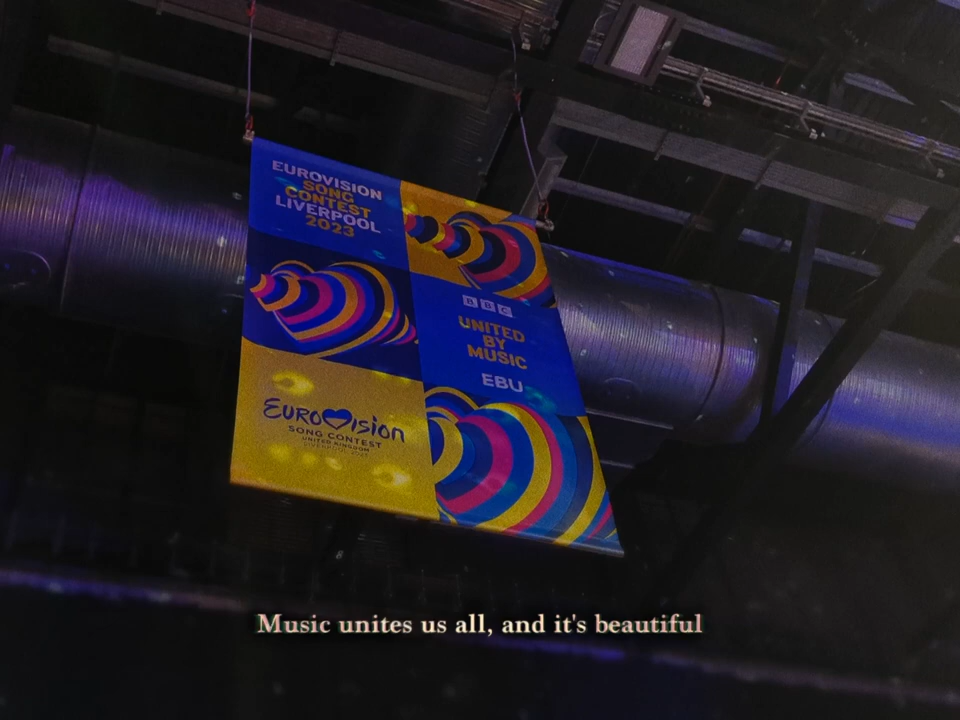 EUROVISION
SONG
CONTEST
LIVERPOOL
2023
BBC
UNITED
BY
MUSIC
EBU
EUROVISION
SONG CONTEST
UNITED KINGDOM
LIVERPOOL 2023
Music unites us all, and it's beautiful